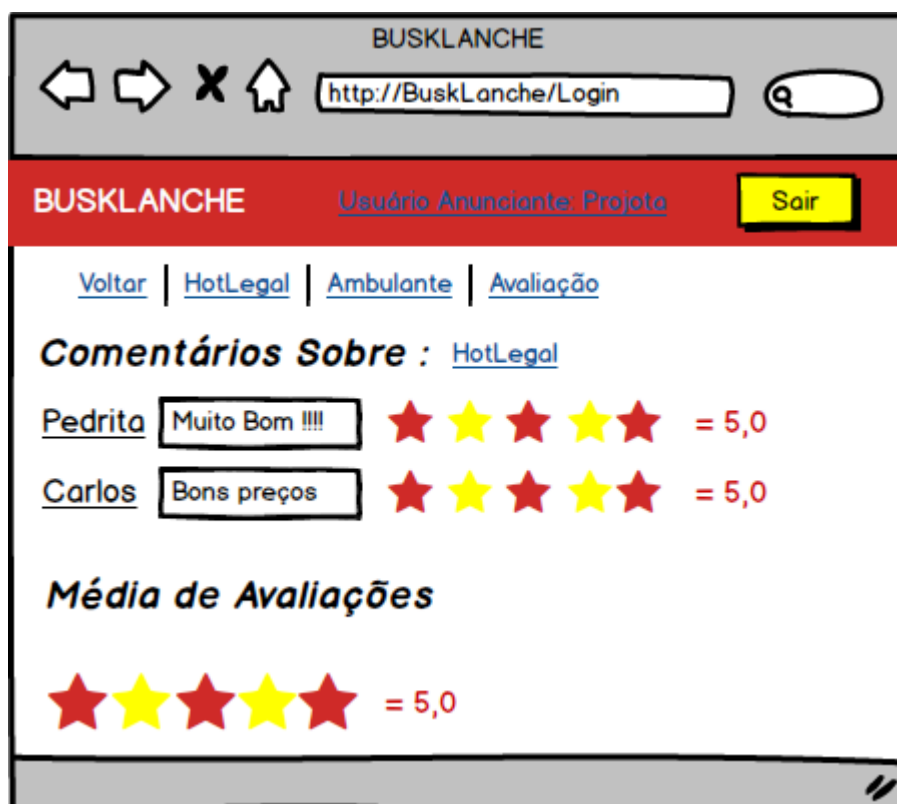 BUSKLANCHE
http://BuskLanche/Login
BUSKLANCHE Usuário Anunciante: Projota Sair
Voltar HotLegal Ambulante Avaliação
Comentários Sobre : HotLegal
Pedrita Muito Bom !!!! = 5,0
Carlos Bons preços = 5,0
Média de Avaliações
= 5,0